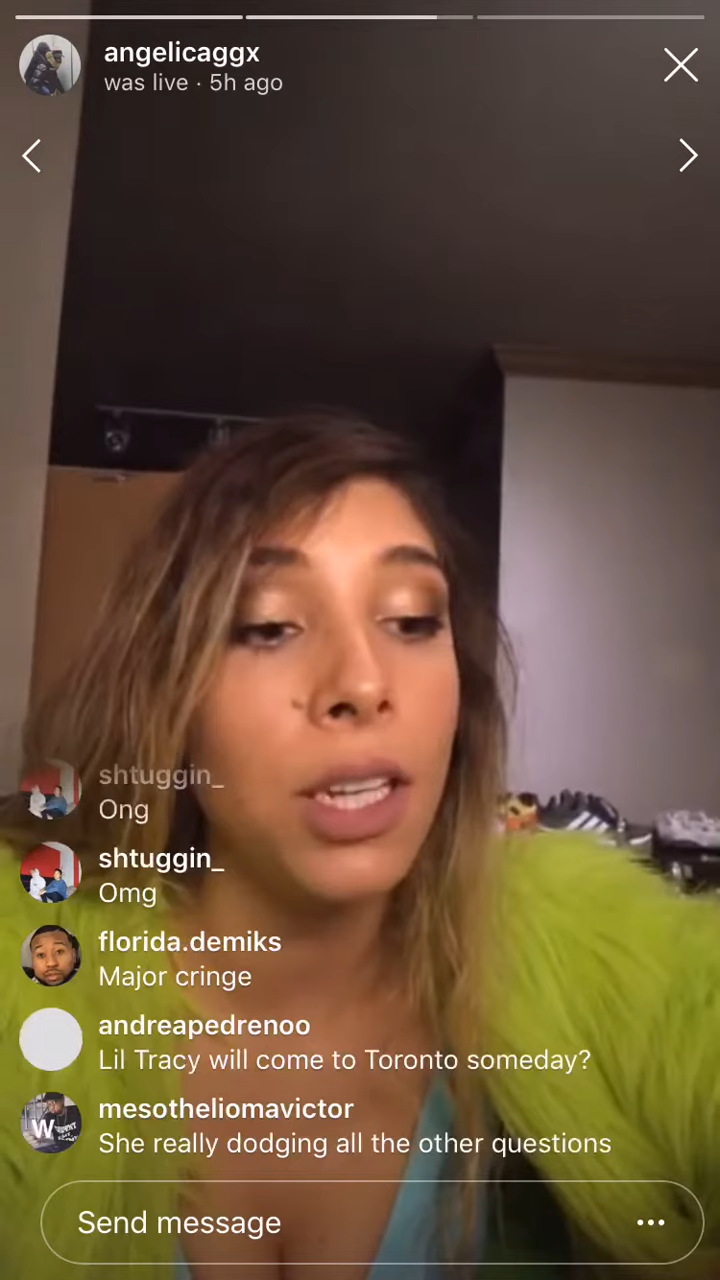 angelicaggx
was live · 5h ago
shtuggin_
Ong
shtuggin_
Omg
florida.demiks
Major cringe
andreapedrenoo
Lil Tracy will come to Toronto someday?
mesotheliomavictor
W
She really dodging all the other questions
Send message